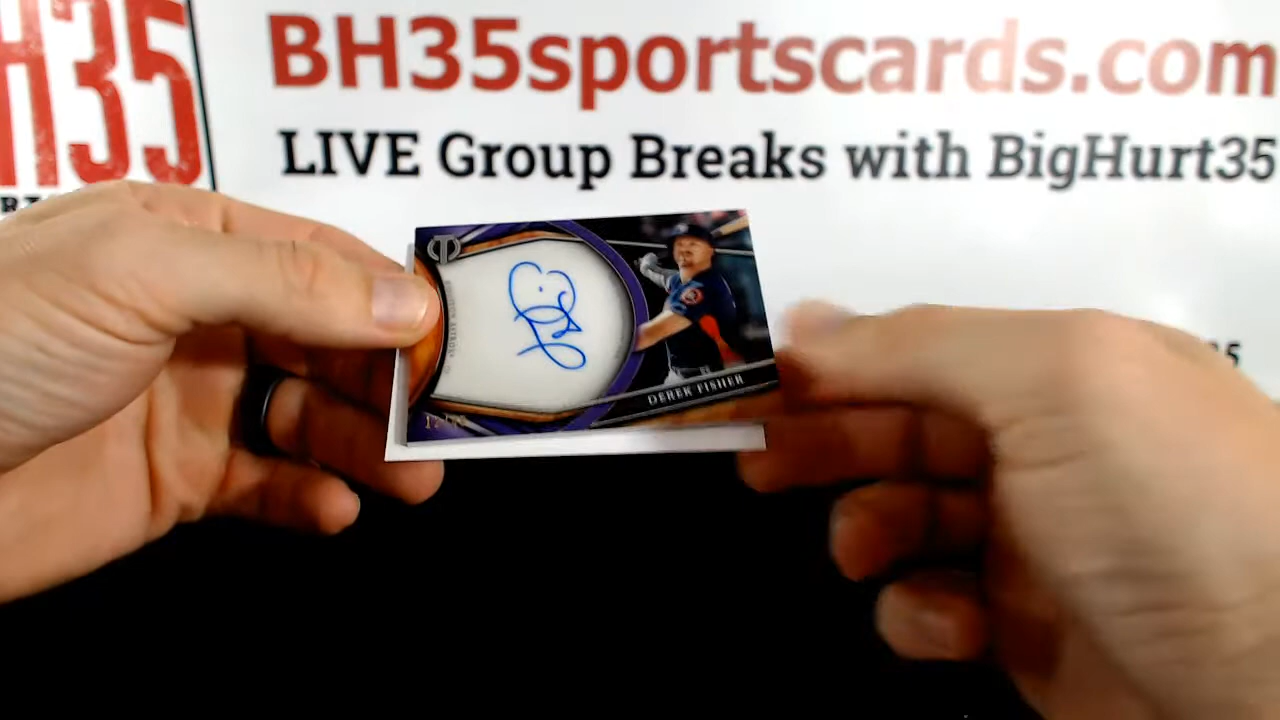 H35
BH35sportscards.com
LIVE Group Breaks with BigHurt35
DEREK FISHER